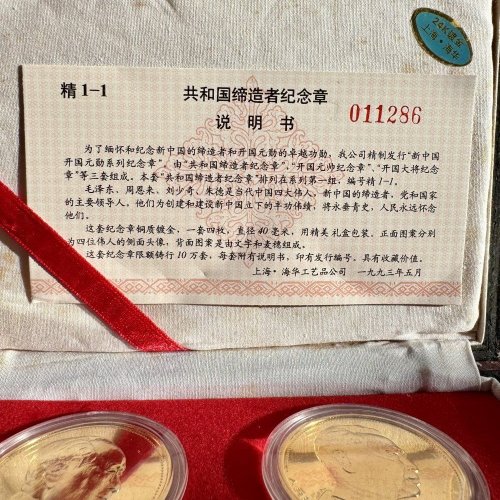 24K镀金
上海·海华
精1-1
共和国缔造者纪念章
说明书
011286
为了缅怀和纪念新中国的缔造者和开国元勋的卓越功勋，我公司精制发行“新中国
开国元勋系列纪念章”。由“共和国缔造者纪念章”、“开国元帅纪念章”、“开国大将纪念
章”等三套组成。本套“共和国缔造者纪念章”排列在系列第一组，编号精1-1。
毛泽东、周恩来、刘少奇、朱德是当代中国四大伟人，新中国的缔造者，党和国家
的主要领导人，他们为创建和建设新中国立下的丰功伟绩，将永垂青史，人民永远怀念
他们。
这套纪念章铜质镀金，一套四枚，直径40毫米，用精美礼盒包装。正面图案分别
为四位伟人的侧面头像，背面图案是由文字和麦穗组成。
这套纪念章限额铸行10万套，每套附有说明书，印有发行编号，具有收藏价值。
上海·海华工艺品公司 一九九三年五月